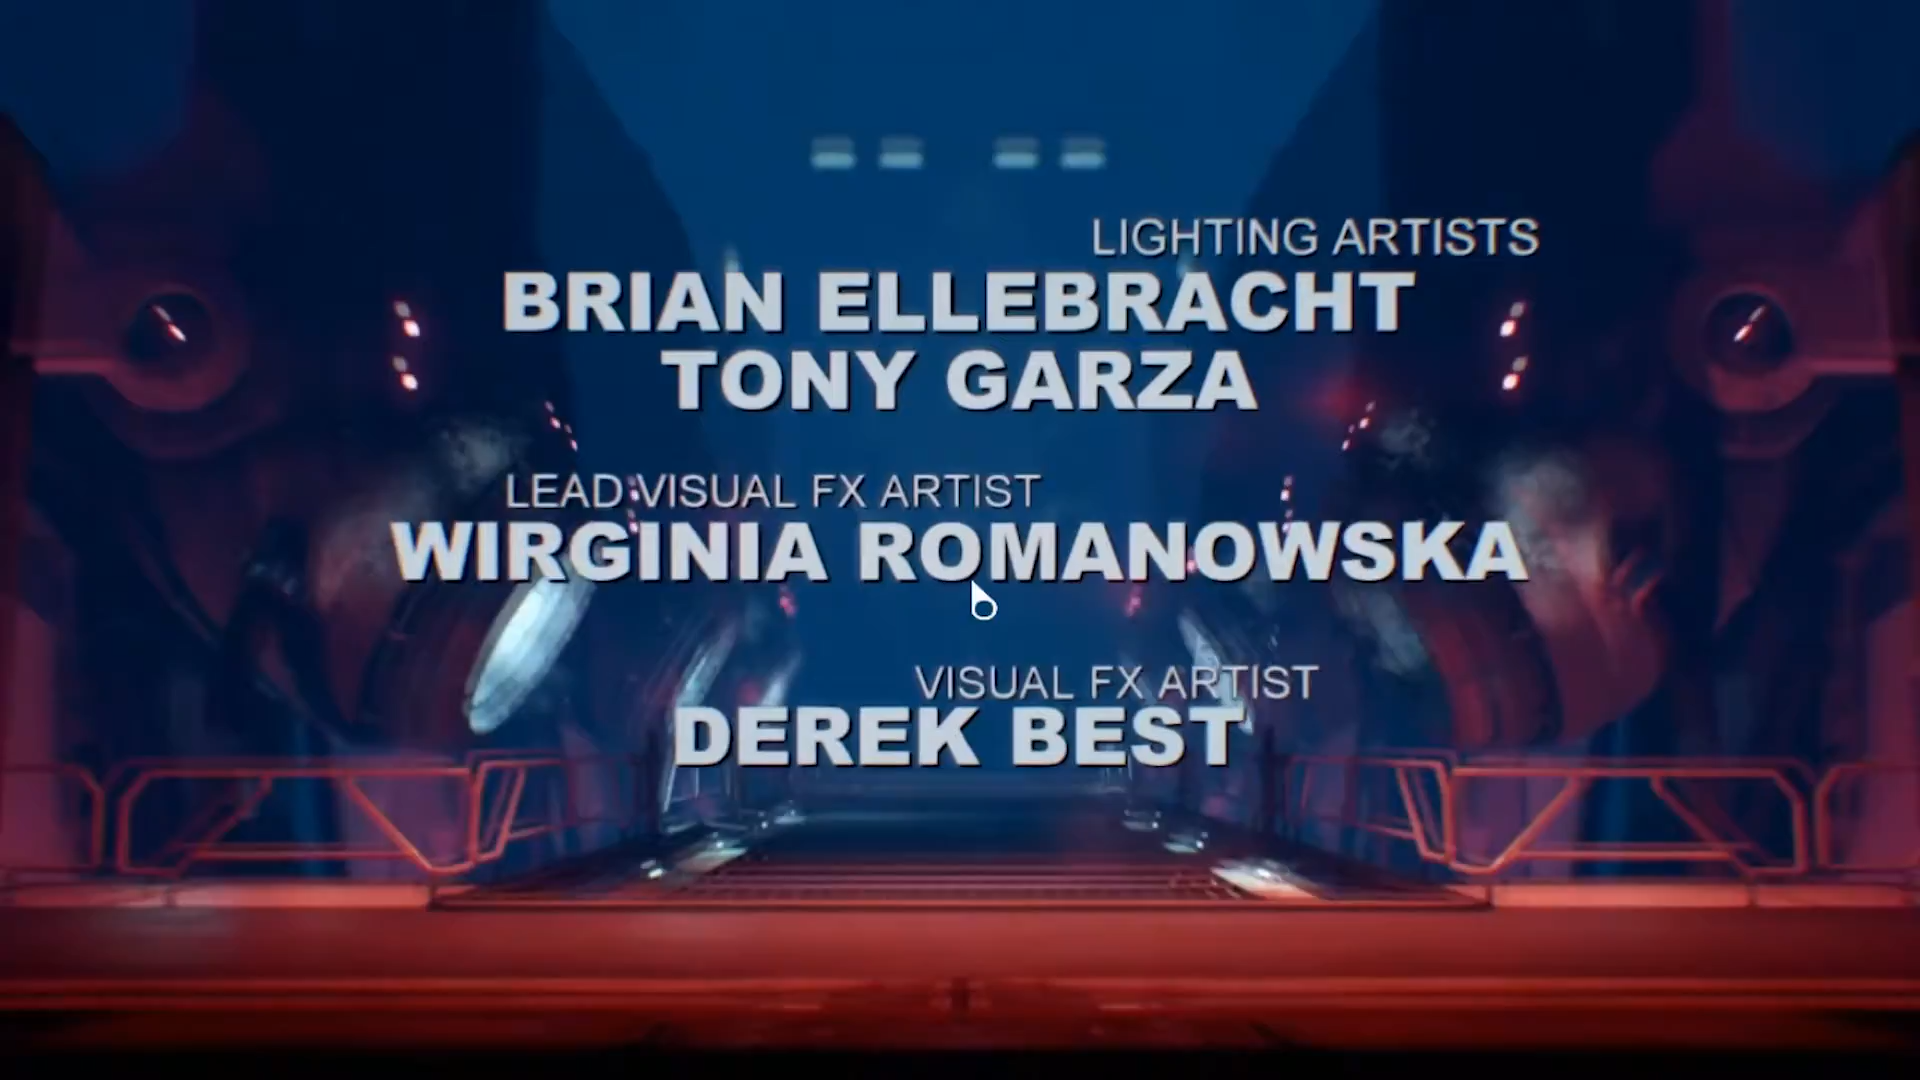 LIGHTING ARTISTS
BRIAN ELLEBRACHT
TONY GARZA
LEAD VISUAL FX ARTIST
WIRGINIA ROMANOWSKA
VISUAL FX ARTIST
DEREK BEST